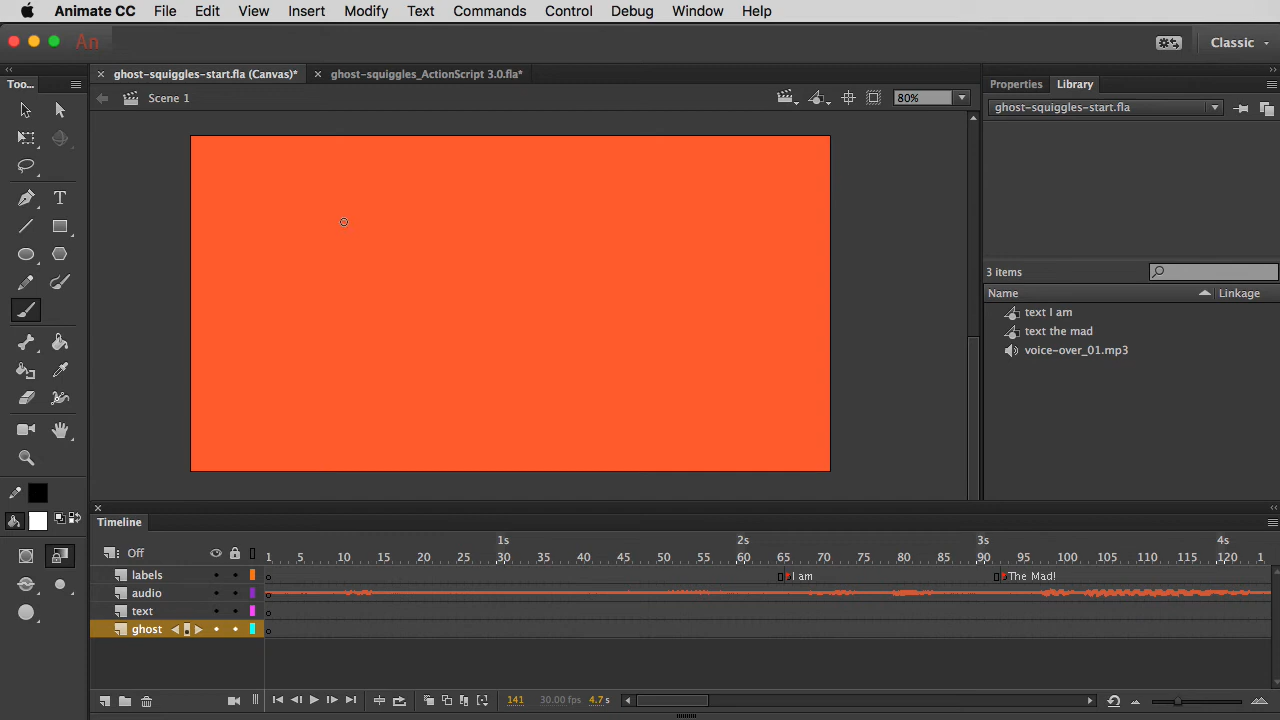 Animate CC File Edit View Insert Modify Text Commands Control Debug Window Help
An Classic
Too...
ghost-squiggles-start.fla (Canvas)* ghost-squiggles_ActionScript 3.0.fla*
Properties Library
Scene 1 80%
ghost-squiggles-start.fla
3 items
Name Linkage
text I am
text the mad
voice-over_01.mp3
T
Timeline
1s 2s 3s 4s
Off 1 5 10 15 20 25 30 35 40 45 50 55 60 65 70 75 80 85 90 95 100 105 110 115 120 1
labels I am The Mad!
audio
text
ghost
141 30.00 fps 4.7 s